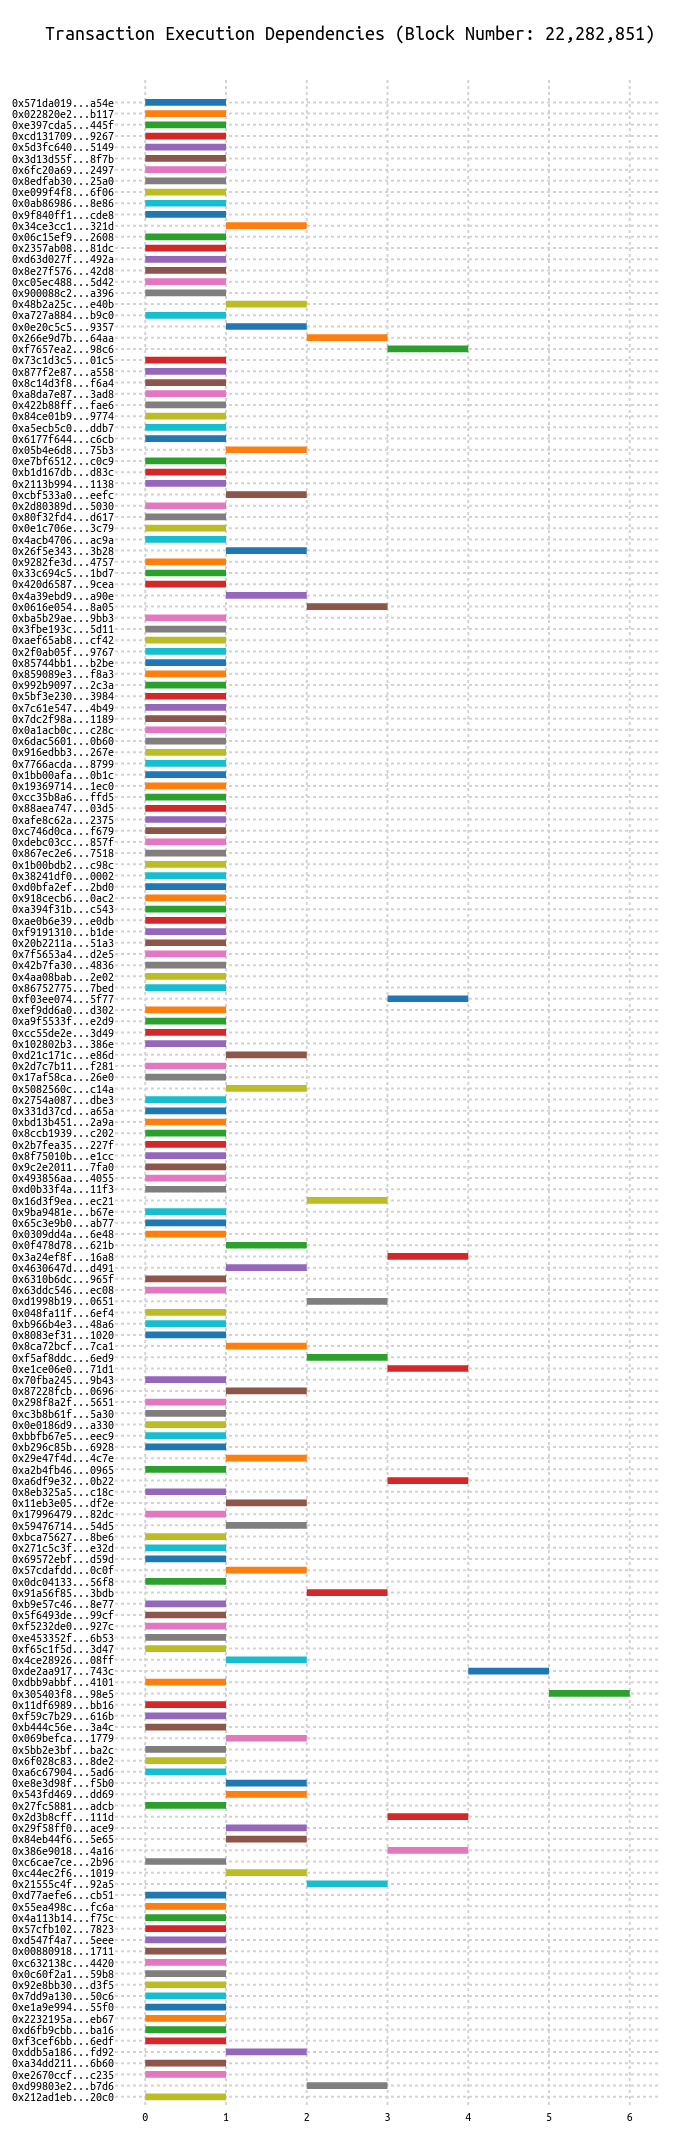 Transaction Execution Dependencies (Block Number: 22,282,851)
0x571da019...a54e
0x022820e2...b117
0xe397cda5...445f
0xcd131709...9267
0x5d3fc640...5149
0x3d13d55f...8f7b
0x6fc20a69...2497
0x8edfab30...25a0
0xe099f4f8...6f06
0x0ab86986...8e86
0x9f840ff1...cde8
0x34ce3cc1...321d
0x06c15ef9...2608
0x2357ab08...81dc
0xd63d027f...492a
0x8e27f576...42d8
0xc05ec488...5d42
0x900088c2...a396
0x48b2a25c...e40b
0xa727a884...b9c0
0x0e20c5c5...9357
0x266e9d7b...64aa
0xf7657ea2...98c6
0x73c1d3c5...01c5
0x877f2e87...a558
0x8c14d3f8...f6a4
0xa8da7e87...3ad8
0x422b88ff...fae6
0x84ce01b9...9774
0xa5ecb5c0...ddb7
0x6177f644...c6cb
0x05b4e6d8...75b3
0xe7bf6512...c0c9
0xb1d167db...d83c
0x2113b994...1138
0xcbf533a0...eefc
0x2d80389d...5030
0x80f32fd4...d617
0x0e1c706e...3c79
0x4acb4706...ac9a
0x26f5e343...3b28
0x9282fe3d...4757
0x33c694c5...1bd7
0x420d6587...9cea
0x4a39ebd9...a90e
0x0616e054...8a05
0xba5b29ae...9bb3
0x3fbe193c...5d11
0xaef65ab8...cf42
0x2f0ab05f...9767
0x85744bb1...b2be
0x859089e3...f8a3
0x992b9097...2c3a
0x5bf3e230...3984
0x7c61e547...4b49
0x7dc2f98a...1189
0x0a1acb0c...c28c
0x6dac5601...0b60
0x916edbb3...267e
0x7766acda...8799
0x1bb00afa...0b1c
0x19369714...1ec0
0xcc35b8a6...ffd5
0x88aea747...03d5
0xafe8c62a...2375
0xc746d0ca...f679
0xdebc03cc...857f
0x867ec2e6...7518
0x1b00bdb2...c98c
0x38241df0...0002
0xd0bfa2ef...2bd0
0x918cecb6...0ac2
0xa394f31b...c543
0xae0b6e39...e0db
0xf9191310...b1de
0x20b2211a...51a3
0x7f5653a4...d2e5
0x42b7fa30...4836
0x4aa08bab...2e02
0x86752775...7bed
0xf03ee074...5f77
0xef9dd6a0...d302
0xa9f5533f...e2d9
0xcc55de2e...3d49
0x102802b3...386e
0xd21c171c...e86d
0x2d7c7b11...f281
0x17af58ca...26e0
0x5082560c...c14a
0x2754a087...dbe3
0x331d37cd...a65a
0xbd13b451...2a9a
0x8ccb1939...c202
0x2b7fea35...227f
0x8f75010b...e1cc
0x9c2e2011...7fa0
0x493856aa...4055
0xd0b33f4a...11f3
0x16d3f9ea...ec21
0x9ba9481e...b67e
0x65c3e9b0...ab77
0x0309dd4a...6e48
0x0f478d78...621b
0x3a24ef8f...16a8
0x4630647d...d491
0x6310b6dc...965f
0x63ddc546...ec08
0xd1998b19...0651
0x048fa11f...6ef4
0xb966b4e3...48a6
0x8083ef31...1020
0x8ca72bcf...7ca1
0xf5af8ddc...6ed9
0xe1ce06e0...71d1
0x70fba245...9b43
0x87228fcb...0696
0x298f8a2f...5651
0xc3b8b61f...5a30
0x0e0186d9...a330
0xbbfb67e5...eec9
0xb296c85b...6928
0x29e47f4d...4c7e
0xa2b4fb46...0965
0xa6df9e32...0b22
0x8eb325a5...c18c
0x11eb3e05...df2e
0x17996479...82dc
0x59476714...54d5
0xbca75627...8be6
0x271c5c3f...e32d
0x69572ebf...d59d
0x57cdafdd...0c0f
0x0dc04133...56f8
0x91a56f85...3bdb
0xb9e57c46...8e77
0x5f6493de...99cf
0xf5232de0...927c
0xe453352f...6b53
0xf65c1f5d...3d47
0x4ce28926...08ff
0xde2aa917...743c
0xdbb9abbf...4101
0x305403f8...98e5
0x11df6989...bb16
0xf59c7b29...616b
0xb444c56e...3a4c
0x069befca...1779
0x5bb2e3bf...ba2c
0x6f028c83...8de2
0xa6c67904...5ad6
0xe8e3d98f...f5b0
0x543fd469...dd69
0x27fc5881...adcb
0x2d3b8cff...111d
0x29f58ff0...ace9
0x84eb44f6...5e65
0x386e9018...4a16
0xc6cae7ce...2b96
0xc44ec2f6...1019
0x21555c4f...92a5
0xd77aefe6...cb51
0x55ea498c...fc6a
0x4a113b14...f75c
0x57cfb102...7823
0xd547f4a7...5eee
0x00880918...1711
0xc632138c...4420
0x0c60f2a1...59b8
0x92e8bb30...d3f5
0x7dd9a130...50c6
0xe1a9e994...55f0
0x2232195a...eb67
0xd6fb9cbb...ba16
0xf3cef6bb...6edf
0xddb5a186...fd92
0xa34dd211...6b60
0xe2670ccf...c235
0xd99803e2...b7d6
0x212ad1eb...20c0
0 1 2 3 4 5 6